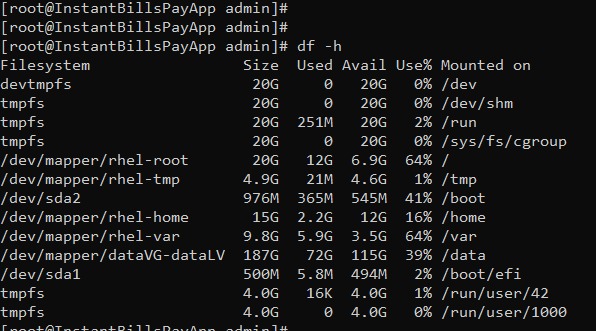 [root@InstantBillsPayApp admin]#
[root@InstantBillsPayApp admin]#
[root@InstantBillsPayApp admin]# df -h
Filesystem                 Size  Used Avail Use% Mounted on
devtmpfs                    20G     0   20G   0% /dev
tmpfs                       20G     0   20G   0% /dev/shm
tmpfs                       20G  251M   20G   2% /run
tmpfs                       20G     0   20G   0% /sys/fs/cgroup
/dev/mapper/rhel-root       20G   12G  6.9G  64% /
/dev/mapper/rhel-tmp       4.9G   21M  4.6G   1% /tmp
/dev/sda2                  976M  365M  545M  41% /boot
/dev/mapper/rhel-home       15G  2.2G   12G  16% /home
/dev/mapper/rhel-var       9.8G  5.9G  3.5G  64% /var
/dev/mapper/dataVG-dataLV  187G   72G  115G  39% /data
/dev/sda1                  500M  5.8M  494M   2% /boot/efi
tmpfs                      4.0G   16K  4.0G   1% /run/user/42
tmpfs                      4.0G     0  4.0G   0% /run/user/1000
[root@InstantBillsPayApp admin]#